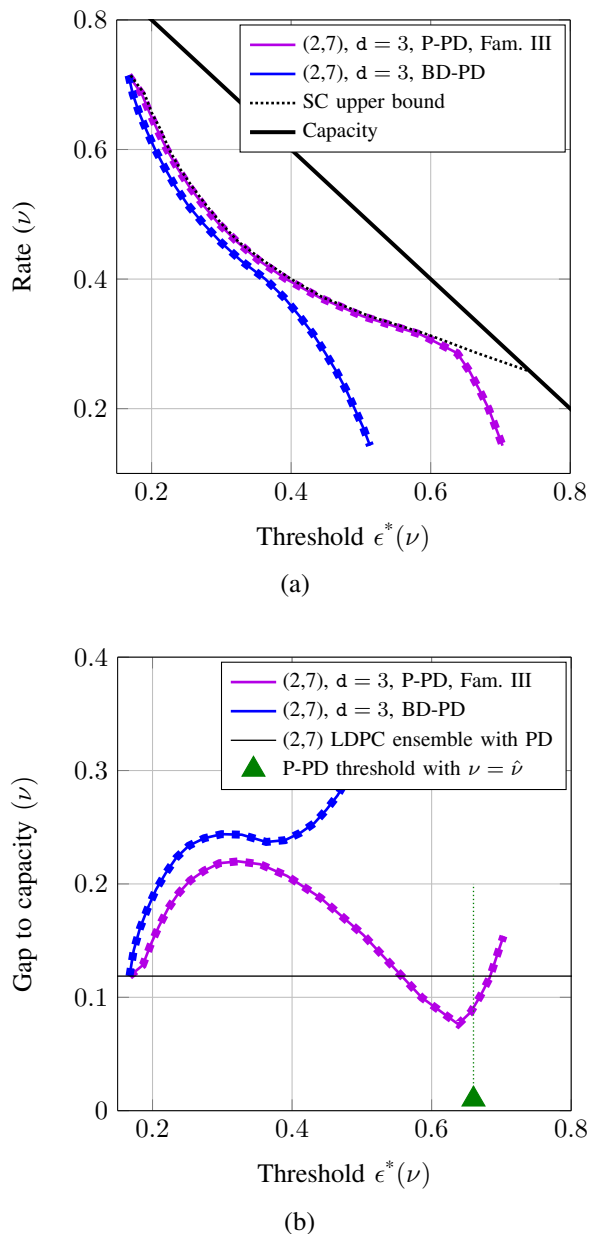 (2,7), d = 3, P-PD, Fam. III
(2,7), d = 3, BD-PD
SC upper bound
Capacity
0.8
0.6
0.4
0.2
Rate (ν)
0.2 0.4 0.6 0.8
Threshold ϵ*(ν)
(a)
(2,7), d = 3, P-PD, Fam. III
(2,7), d = 3, BD-PD
(2,7) LDPC ensemble with PD
P-PD threshold with ν = ν̂
0.4
0.3
0.2
0.1
0
Gap to capacity (ν)
0.2 0.4 0.6 0.8
Threshold ϵ*(ν)
(b)